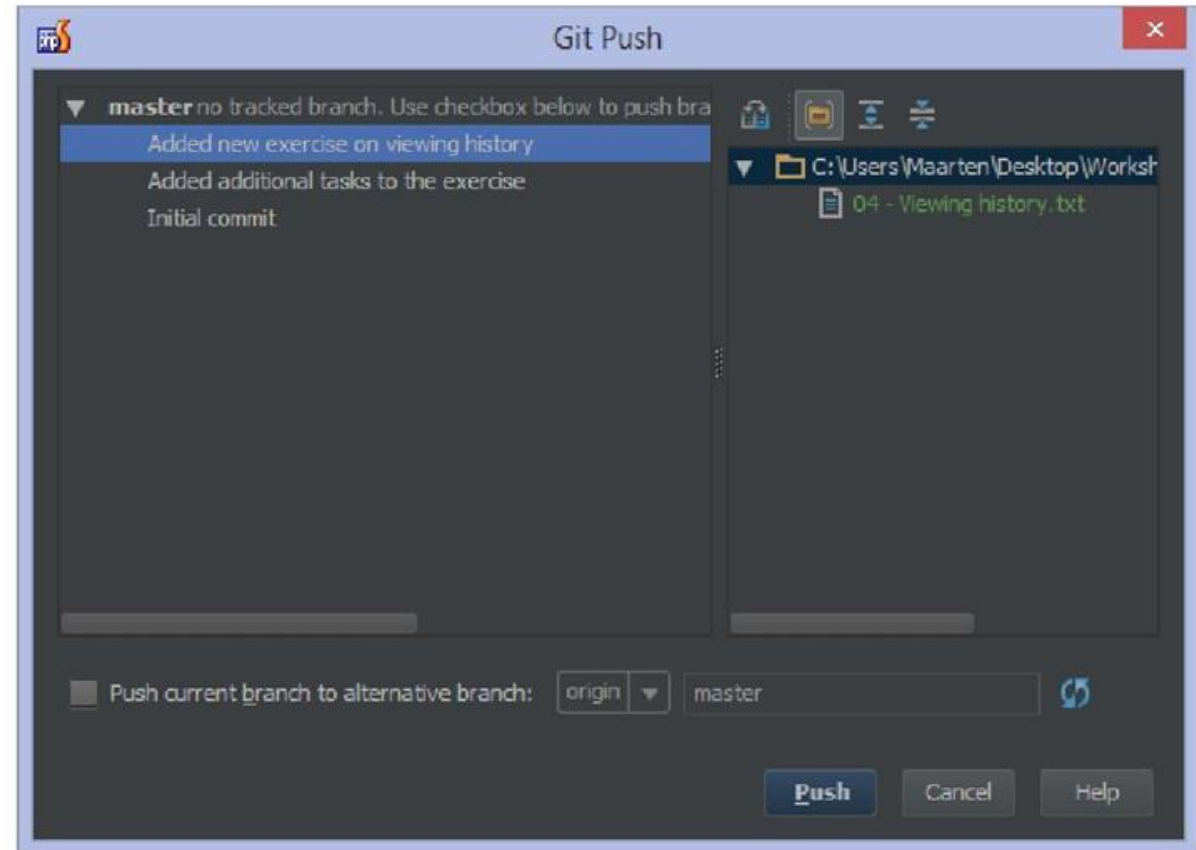 Git Push
master no tracked branch. Use checkbox below to push bra
Added new exercise on viewing history
Added additional tasks to the exercise
Initial commit
C:\Users\Maarten\Desktop\Worksh
04 - Viewing history.txt
Push current branch to alternative branch:
origin
master
Push
Cancel
Help